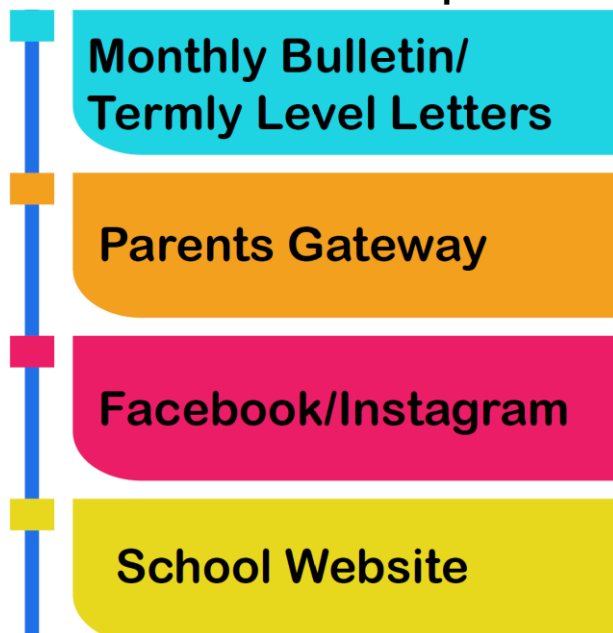 Monthly Bulletin/
Termly Level Letters
Parents Gateway
Facebook/Instagram
School Website